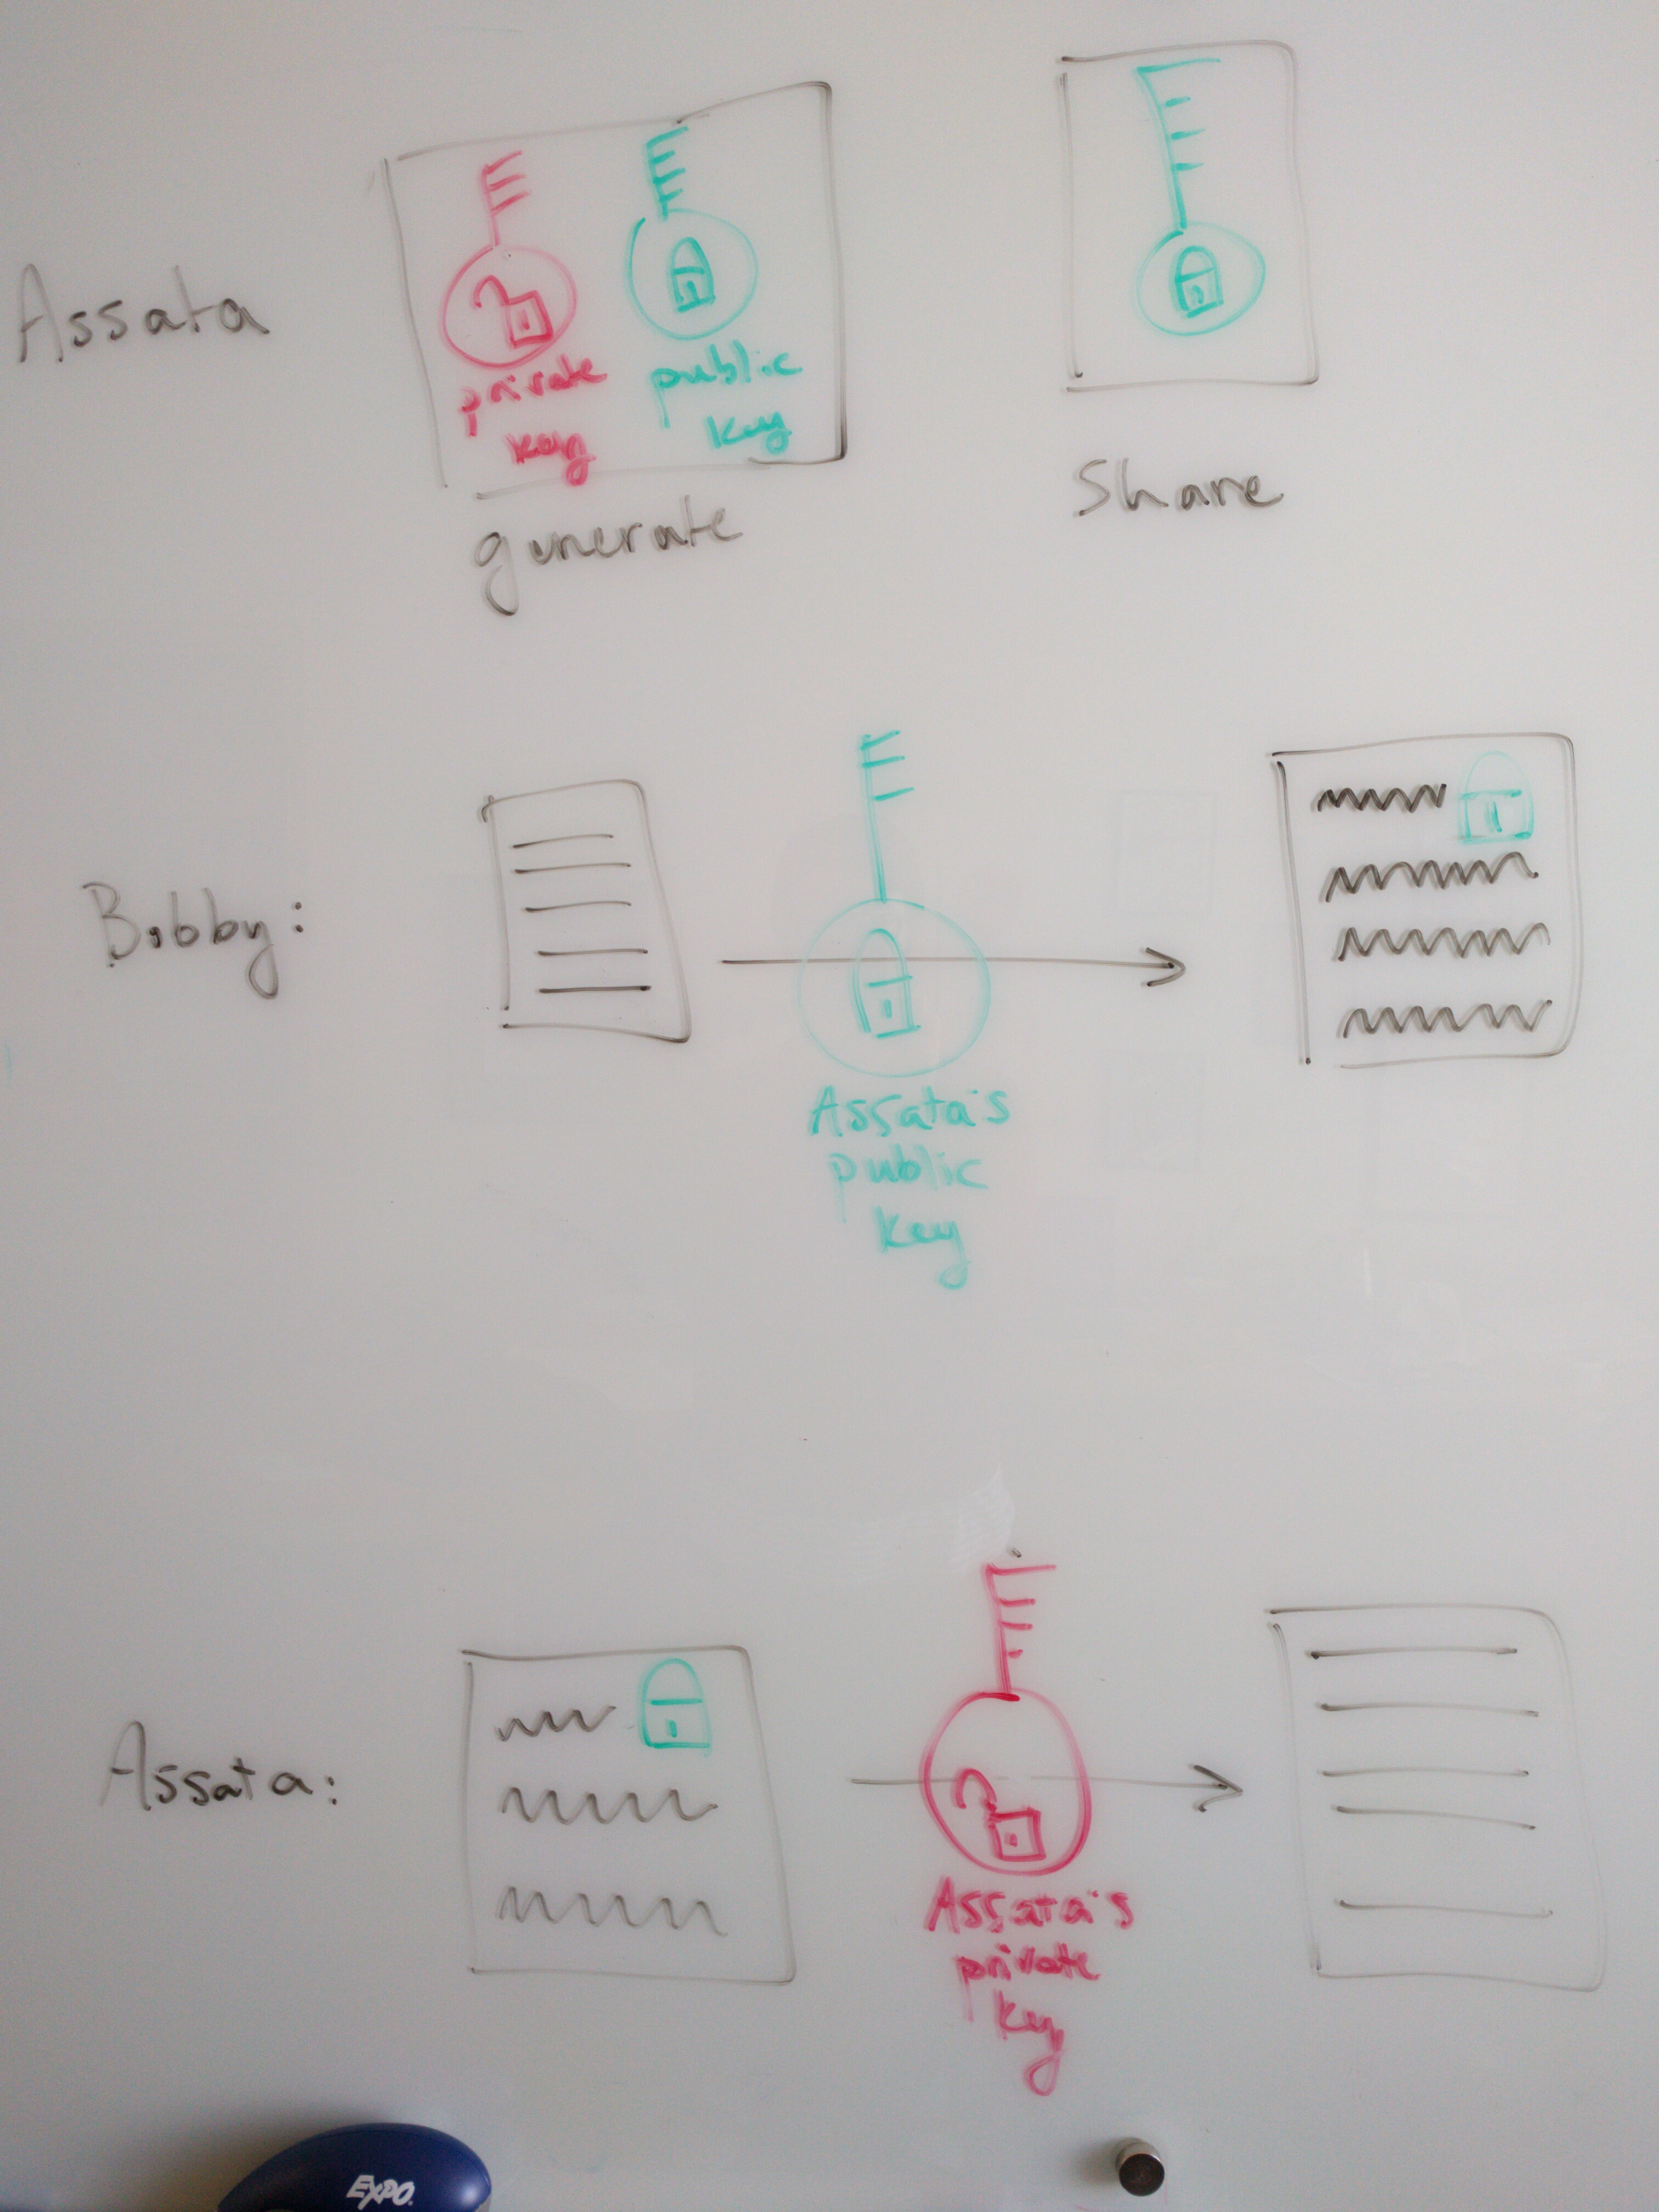 Assata
private
key
public
key
generate
Share
Bobby:
Assata's
public
key
Assata:
Assata's
private
key
EXPO